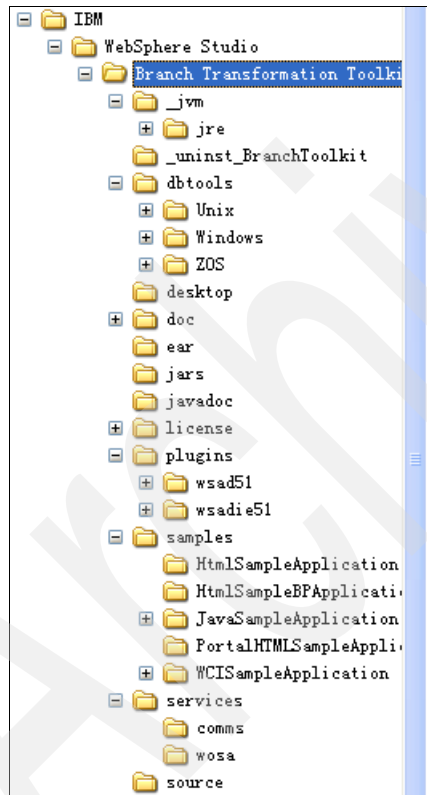 IBM
WebSphere Studio
Branch Transformation Toolki
_jvm
jre
_uninst_BranchToolkit
dbtools
Unix
Windows
ZOS
desktop
doc
ear
jars
javadoc
license
plugins
wsad51
wsadie51
samples
HtmlSampleApplication
HtmlSampleBPApplicati
JavaSampleApplication
PortalHTMLSampleAppli
WCISampleApplication
services
comms
wosa
source